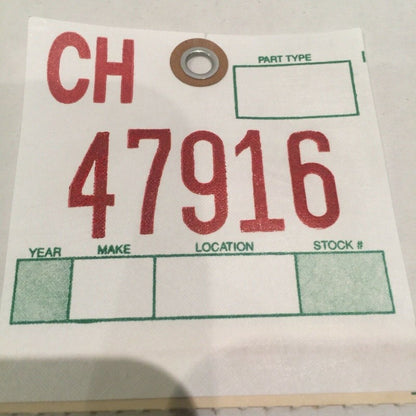 CH
PART TYPE
47916
YEAR MAKE LOCATION STOCK #